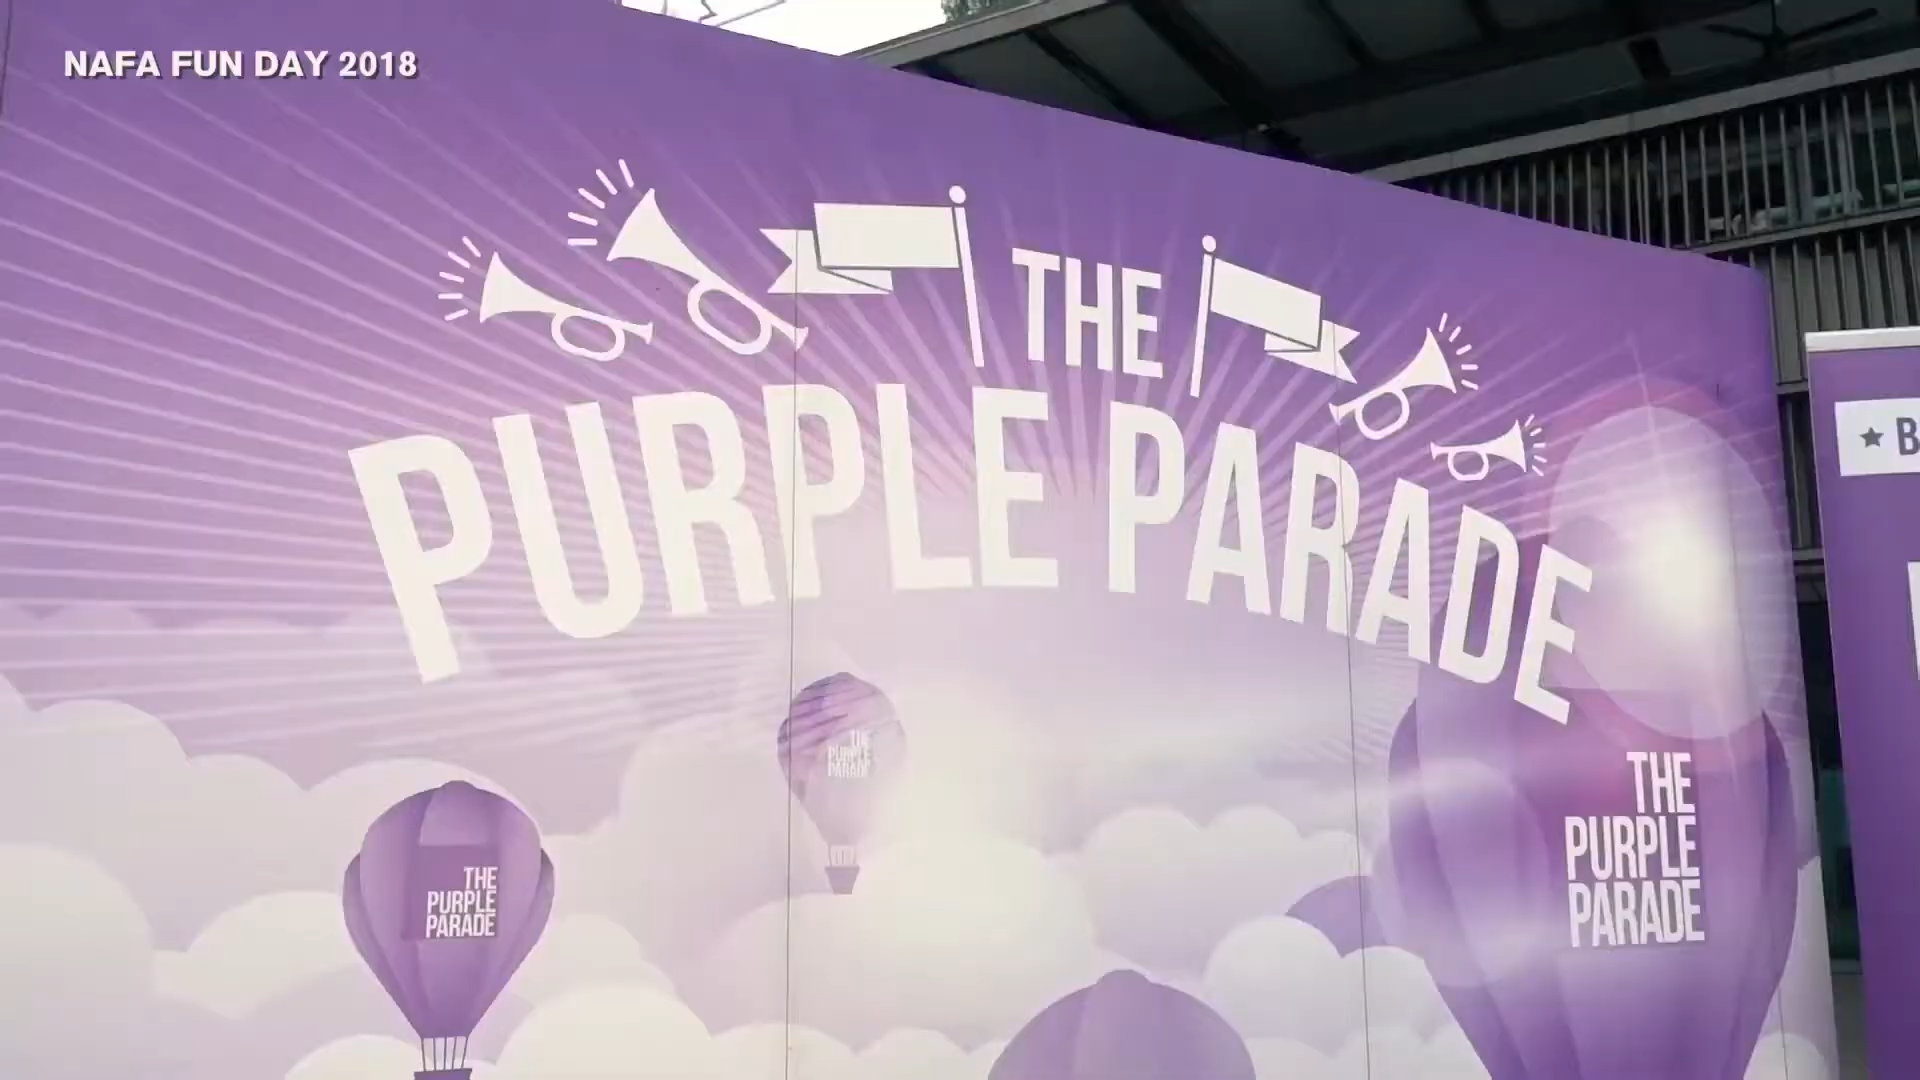 NAFA FUN DAY 2018
THE
PURPLE PARADE
THE
PURPLE
PARADE
THE
PURPLE
PARADE
THE
PURPLE
PARADE